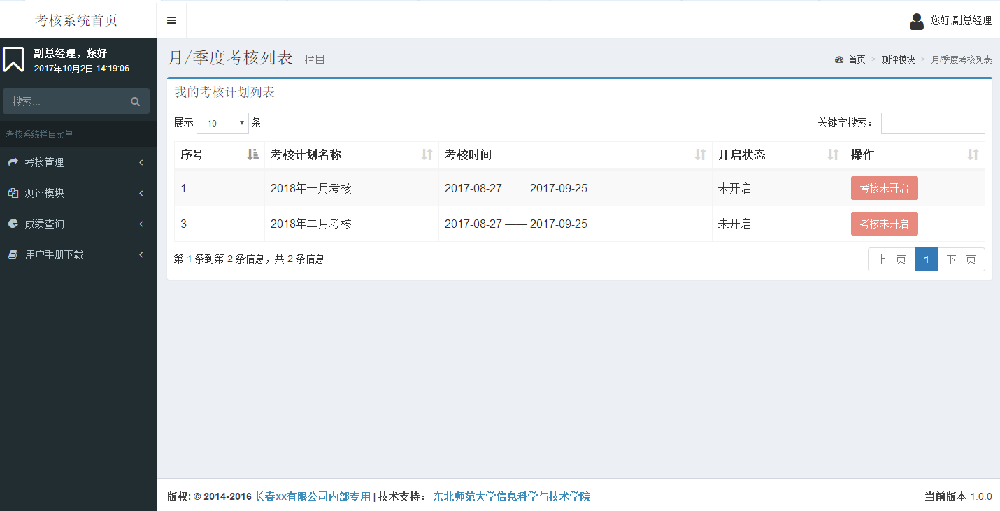 考核系统首页
您好,副总经理
副总经理，您好
2017年10月2日 14:19:06
搜索...
考核系统栏目菜单
考核管理
测评模块
成绩查询
用户手册下载
月/季度考核列表 栏目
首页 > 测评模块 > 月/季度考核列表
我的考核计划列表
展示 10 条
关键字搜索：
序号 考核计划名称 考核时间 开启状态 操作
1 2018年一月考核 2017-08-27 —— 2017-09-25 未开启 考核未开启
3 2018年二月考核 2017-08-27 —— 2017-09-25 未开启 考核未开启
第 1 条到第 2 条信息，共 2 条信息
上一页 1 下一页
版权: © 2014-2016 长春xx有限公司内部专用 | 技术支持： 东北师范大学信息科学与技术学院
当前版本 1.0.0